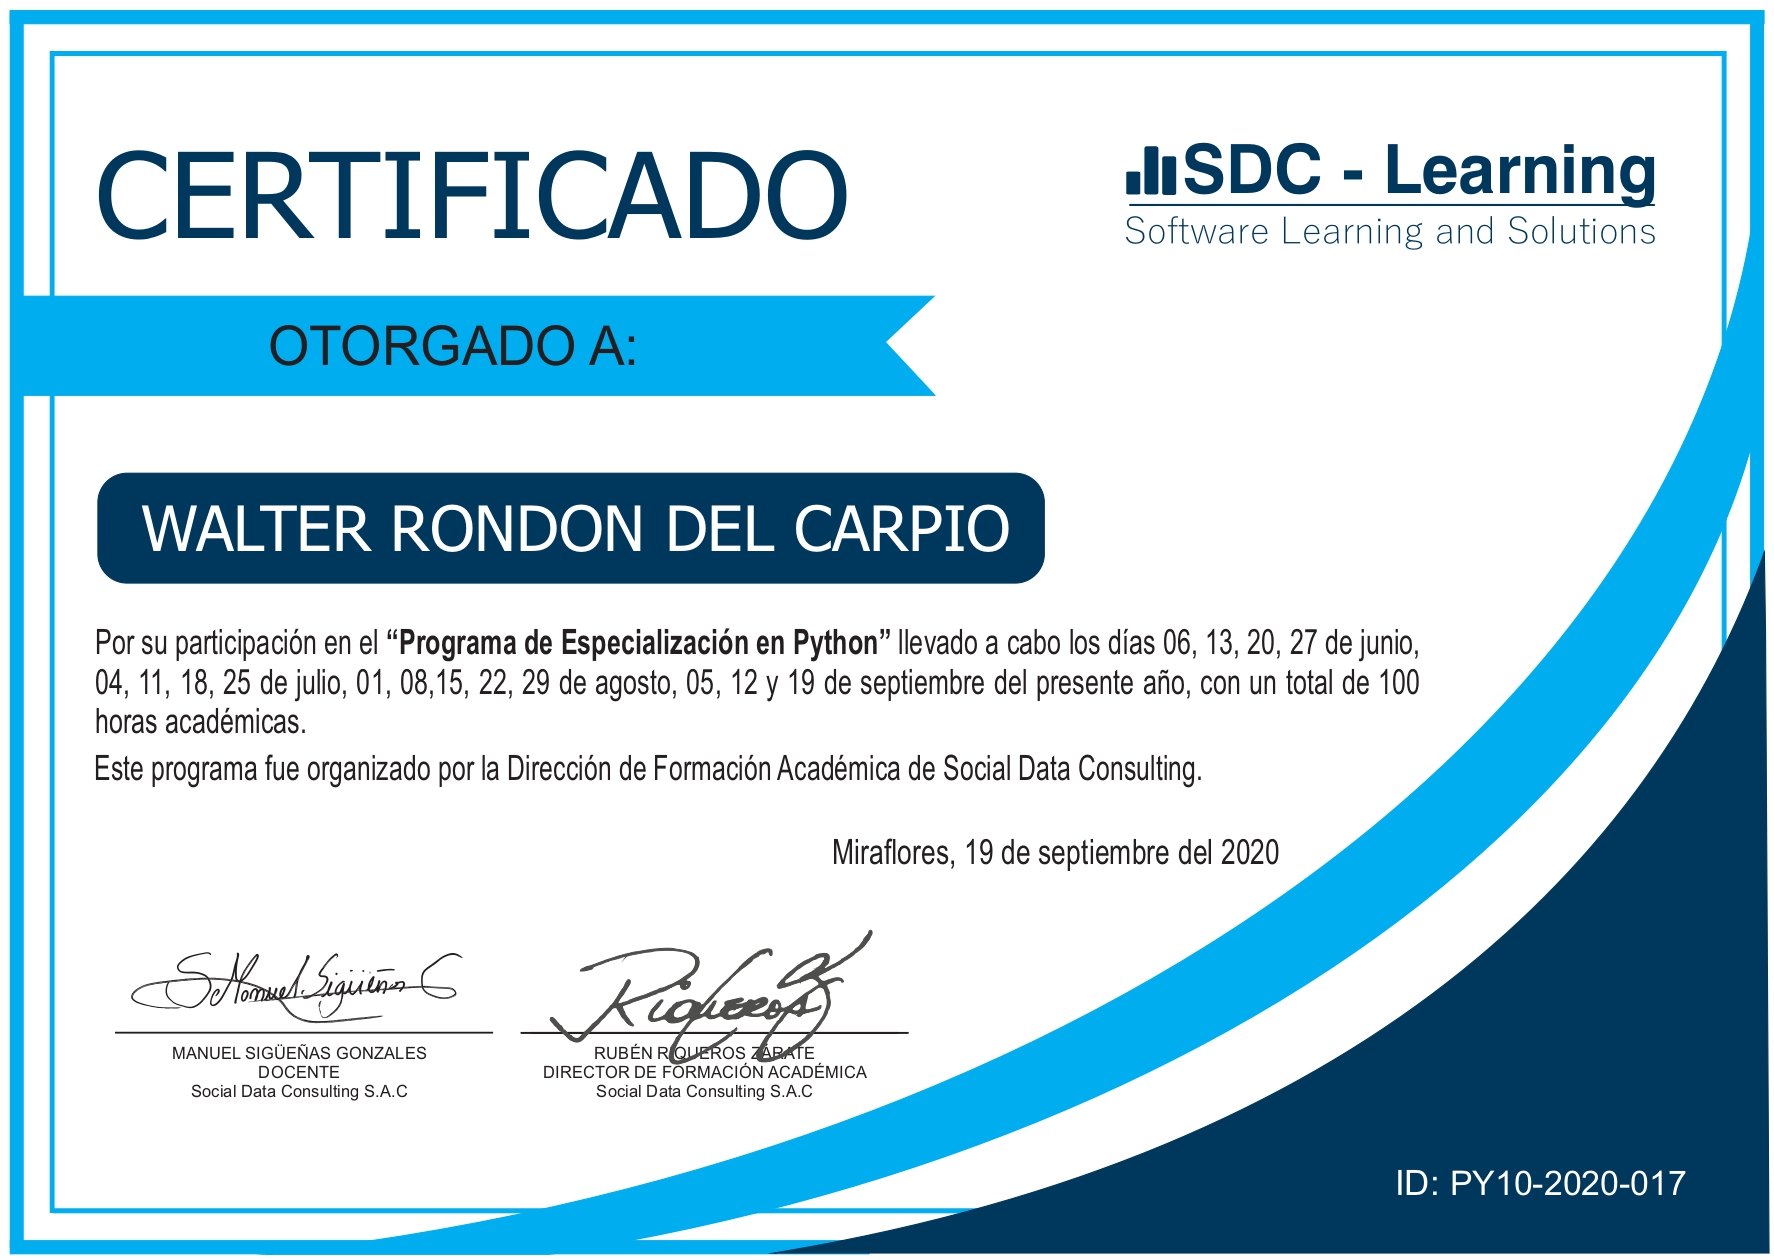 CERTIFICADO
SDC - Learning
Software Learning and Solutions
OTORGADO A:
WALTER RONDON DEL CARPIO
Por su participación en el “Programa de Especialización en Python” llevado a cabo los días 06, 13, 20, 27 de junio,
04, 11, 18, 25 de julio, 01, 08,15, 22, 29 de agosto, 05, 12 y 19 de septiembre del presente año, con un total de 100
horas académicas.
Este programa fue organizado por la Dirección de Formación Académica de Social Data Consulting.
Miraflores, 19 de septiembre del 2020
S Manuel. Sigüeñas G
Riqueros Z
MANUEL SIGÜEÑAS GONZALES
DOCENTE
Social Data Consulting S.A.C
RUBÉN RIQUEROS ZÁRATE
DIRECTOR DE FORMACIÓN ACADÉMICA
Social Data Consulting S.A.C
ID: PY10-2020-017